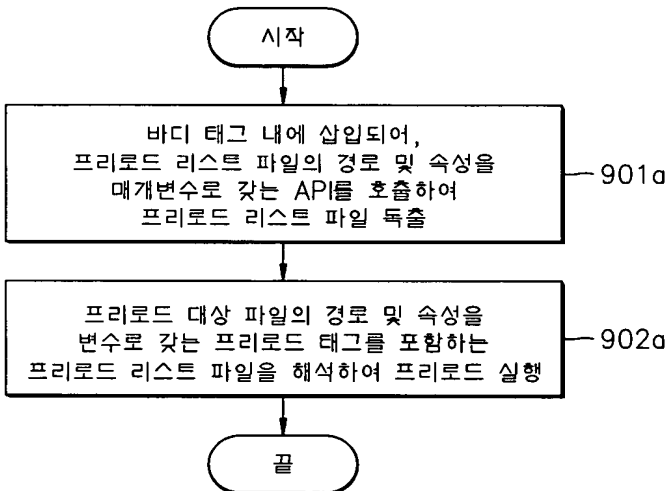 시작
바디 태그 내에 삽입되어,
프리로드 리스트 파일의 경로 및 속성을
매개변수로 갖는 API를 호출하여
프리로드 리스트 파일 독출
901a
프리로드 대상 파일의 경로 및 속성을
변수로 갖는 프리로드 태그를 포함하는
프리로드 리스트 파일을 해석하여 프리로드 실행
902a
끝